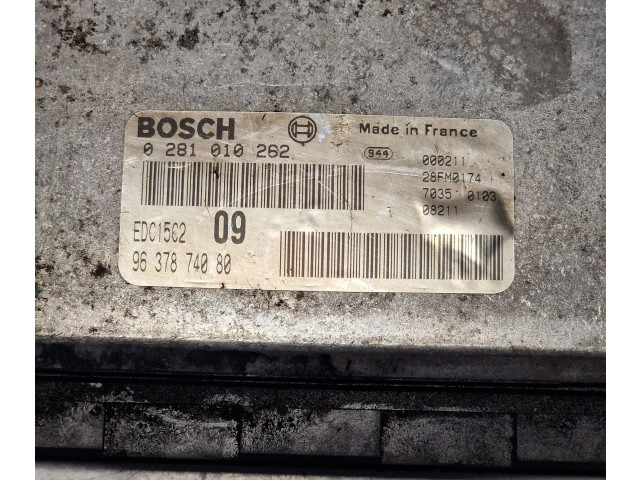 BOSCH
Made in France
0 281 010 262
944
000211
28FM0174
7035 0103
08211
EDC15C2 09
96 378 740 80